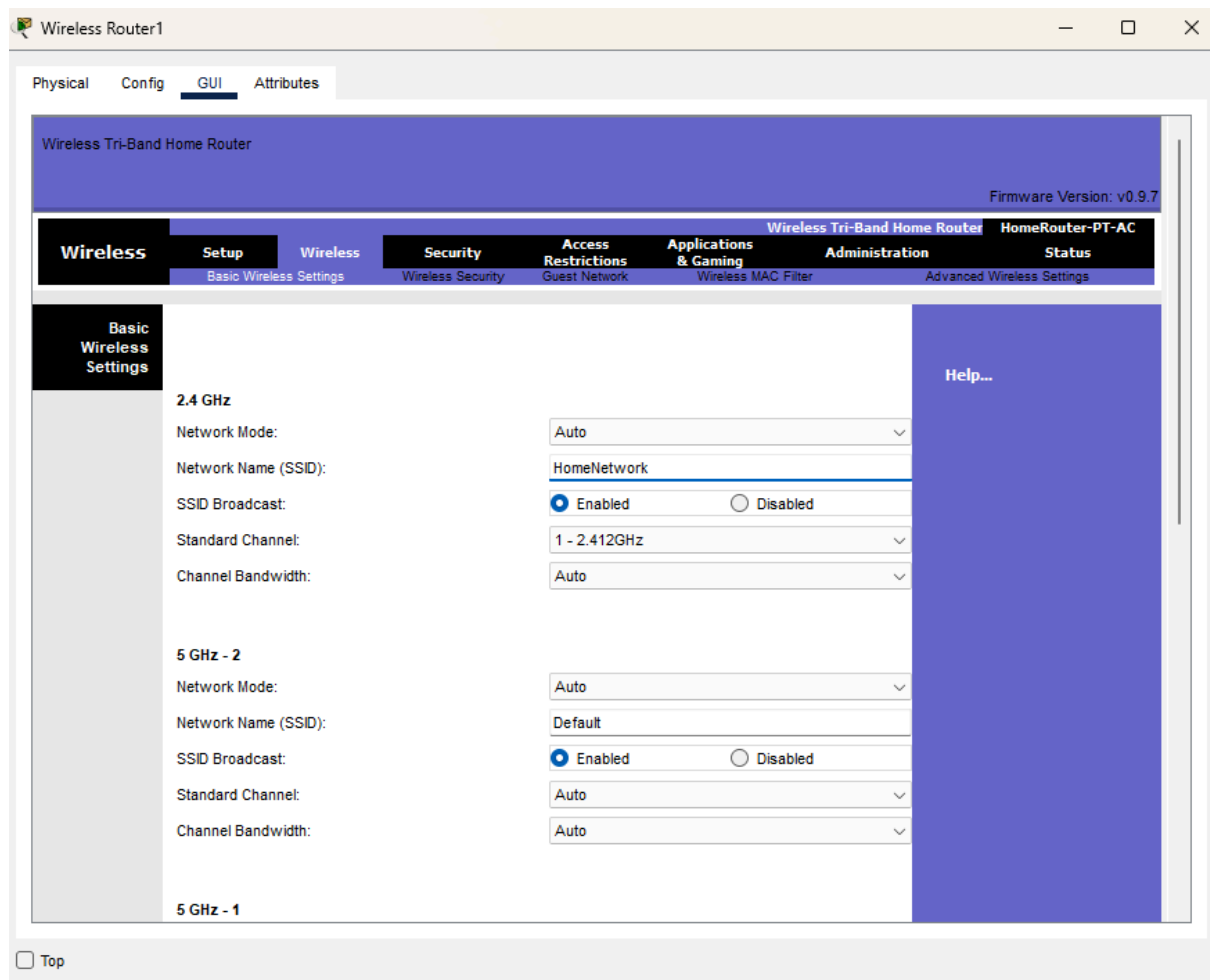 Wireless Router1
Physical Config GUI Attributes
Wireless Tri-Band Home Router
Firmware Version: v0.9.7
Wireless Tri-Band Home Router HomeRouter-PT-AC
Wireless Setup Wireless Security Access Restrictions Applications & Gaming Administration Status
Basic Wireless Settings Wireless Security Guest Network Wireless MAC Filter Advanced Wireless Settings
Basic
Wireless
Settings
Help...
2.4 GHz
Network Mode: Auto
Network Name (SSID): HomeNetwork
SSID Broadcast: Enabled Disabled
Standard Channel: 1 - 2.412GHz
Channel Bandwidth: Auto
5 GHz - 2
Network Mode: Auto
Network Name (SSID): Default
SSID Broadcast: Enabled Disabled
Standard Channel: Auto
Channel Bandwidth: Auto
5 GHz - 1
Top